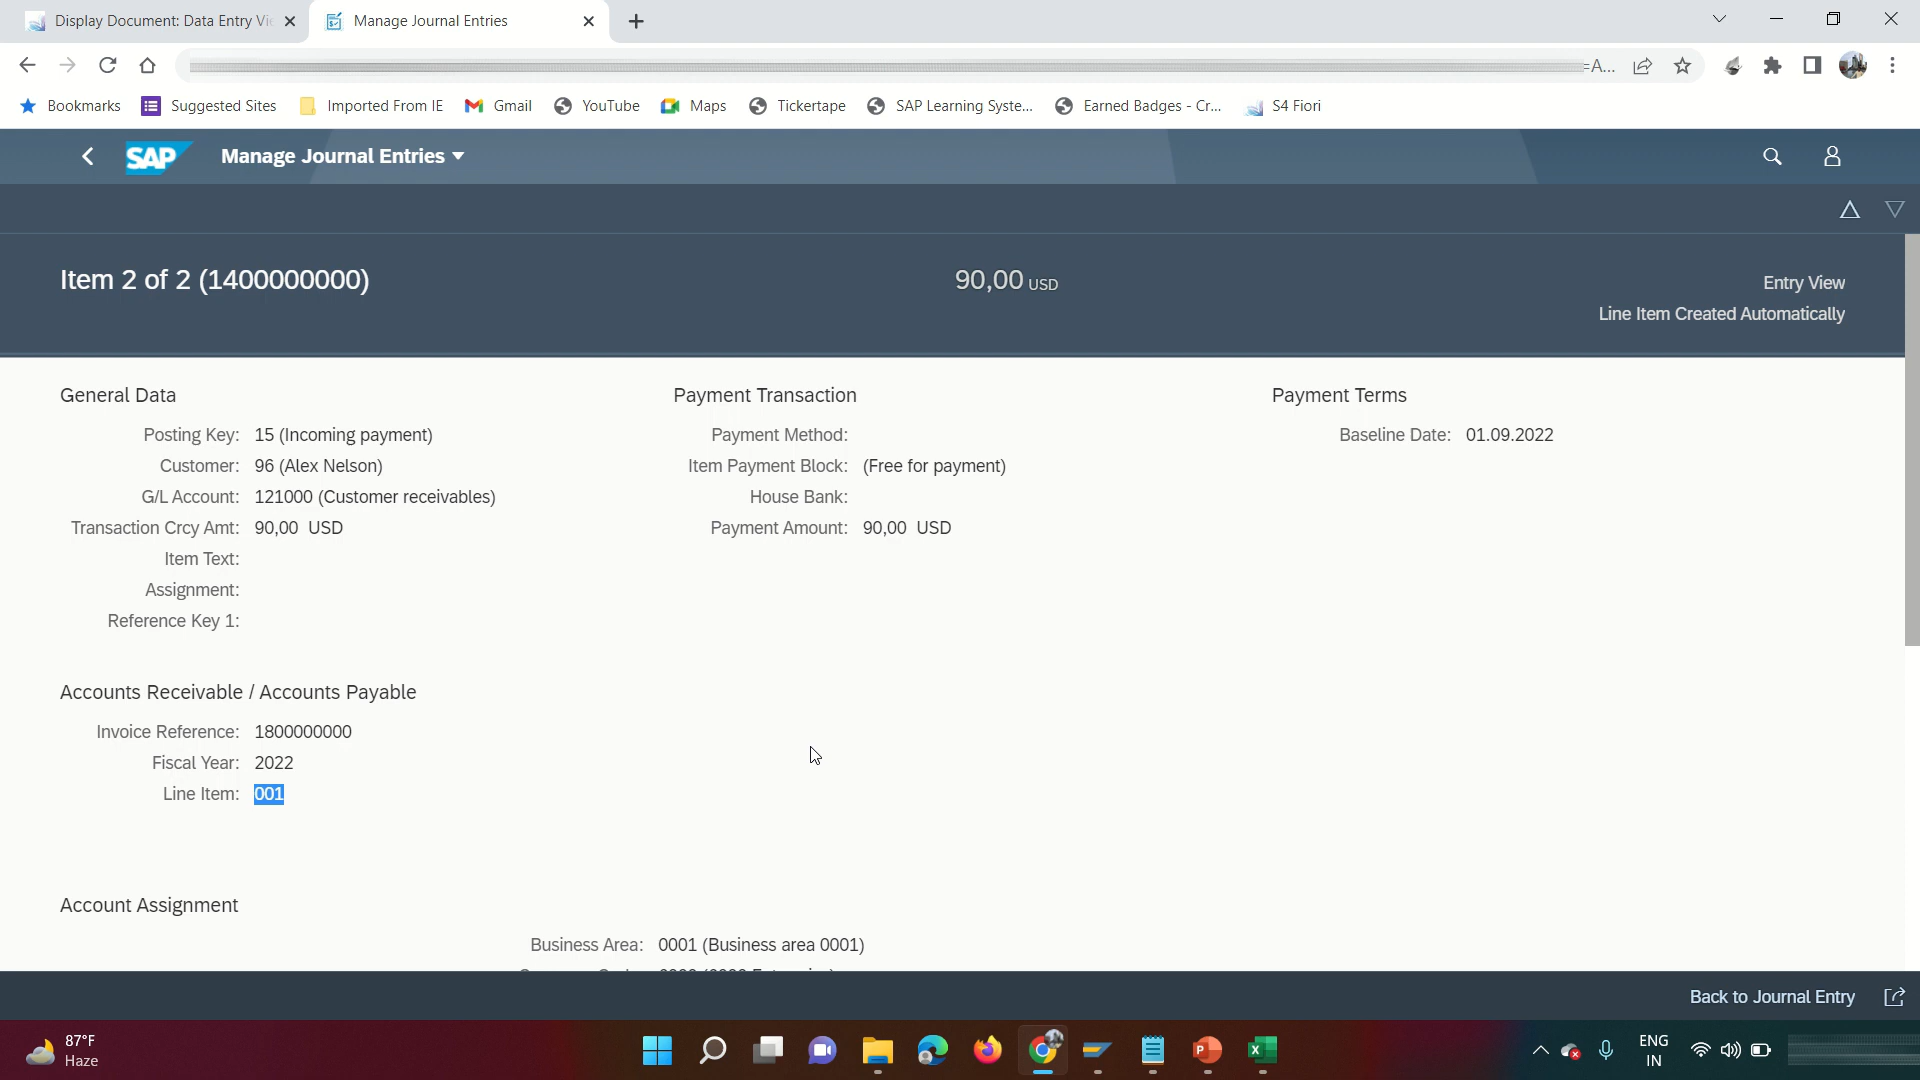 Display Document: Data Entry Vi
Manage Journal Entries
=A...
Bookmarks
Suggested Sites
Imported From IE
Gmail
YouTube
Maps
Tickertape
SAP Learning Syste...
Earned Badges - Cr...
S4 Fiori
SAP
Manage Journal Entries
Item 2 of 2 (1400000000)
90,00 USD
Entry View
Line Item Created Automatically
General Data
Posting Key: 15 (Incoming payment)
Customer: 96 (Alex Nelson)
G/L Account: 121000 (Customer receivables)
Transaction Crcy Amt: 90,00 USD
Item Text:
Assignment:
Reference Key 1:
Payment Transaction
Payment Method:
Item Payment Block: (Free for payment)
House Bank:
Payment Amount: 90,00 USD
Payment Terms
Baseline Date: 01.09.2022
Accounts Receivable / Accounts Payable
Invoice Reference: 1800000000
Fiscal Year: 2022
Line Item: 001
Account Assignment
Business Area: 0001 (Business area 0001)
Back to Journal Entry
87°F
Haze
ENG
IN